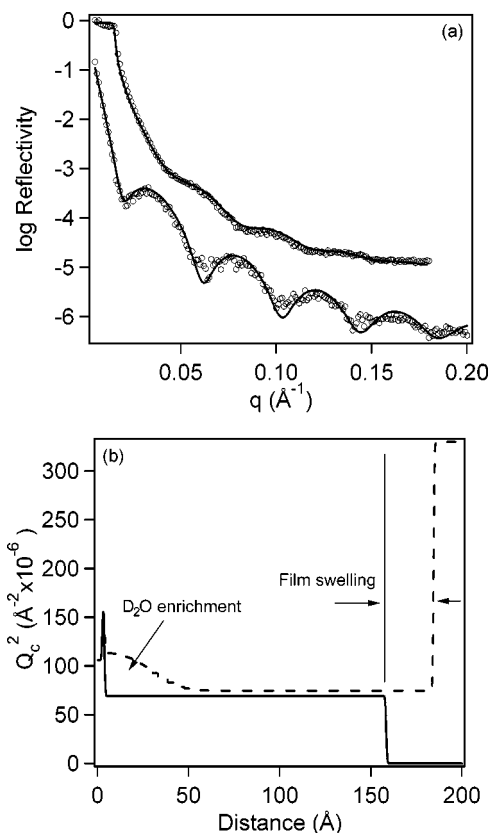 (a)
0
-1
-2
-3
-4
-5
-6
log Reflectivity
0.05
0.10
0.15
0.20
q (Å⁻¹)
(b)
300
250
200
150
100
50
0
Q_c² (Å⁻²x10⁻⁶)
Film swelling
D₂O enrichment
0
50
100
150
200
Distance (Å)